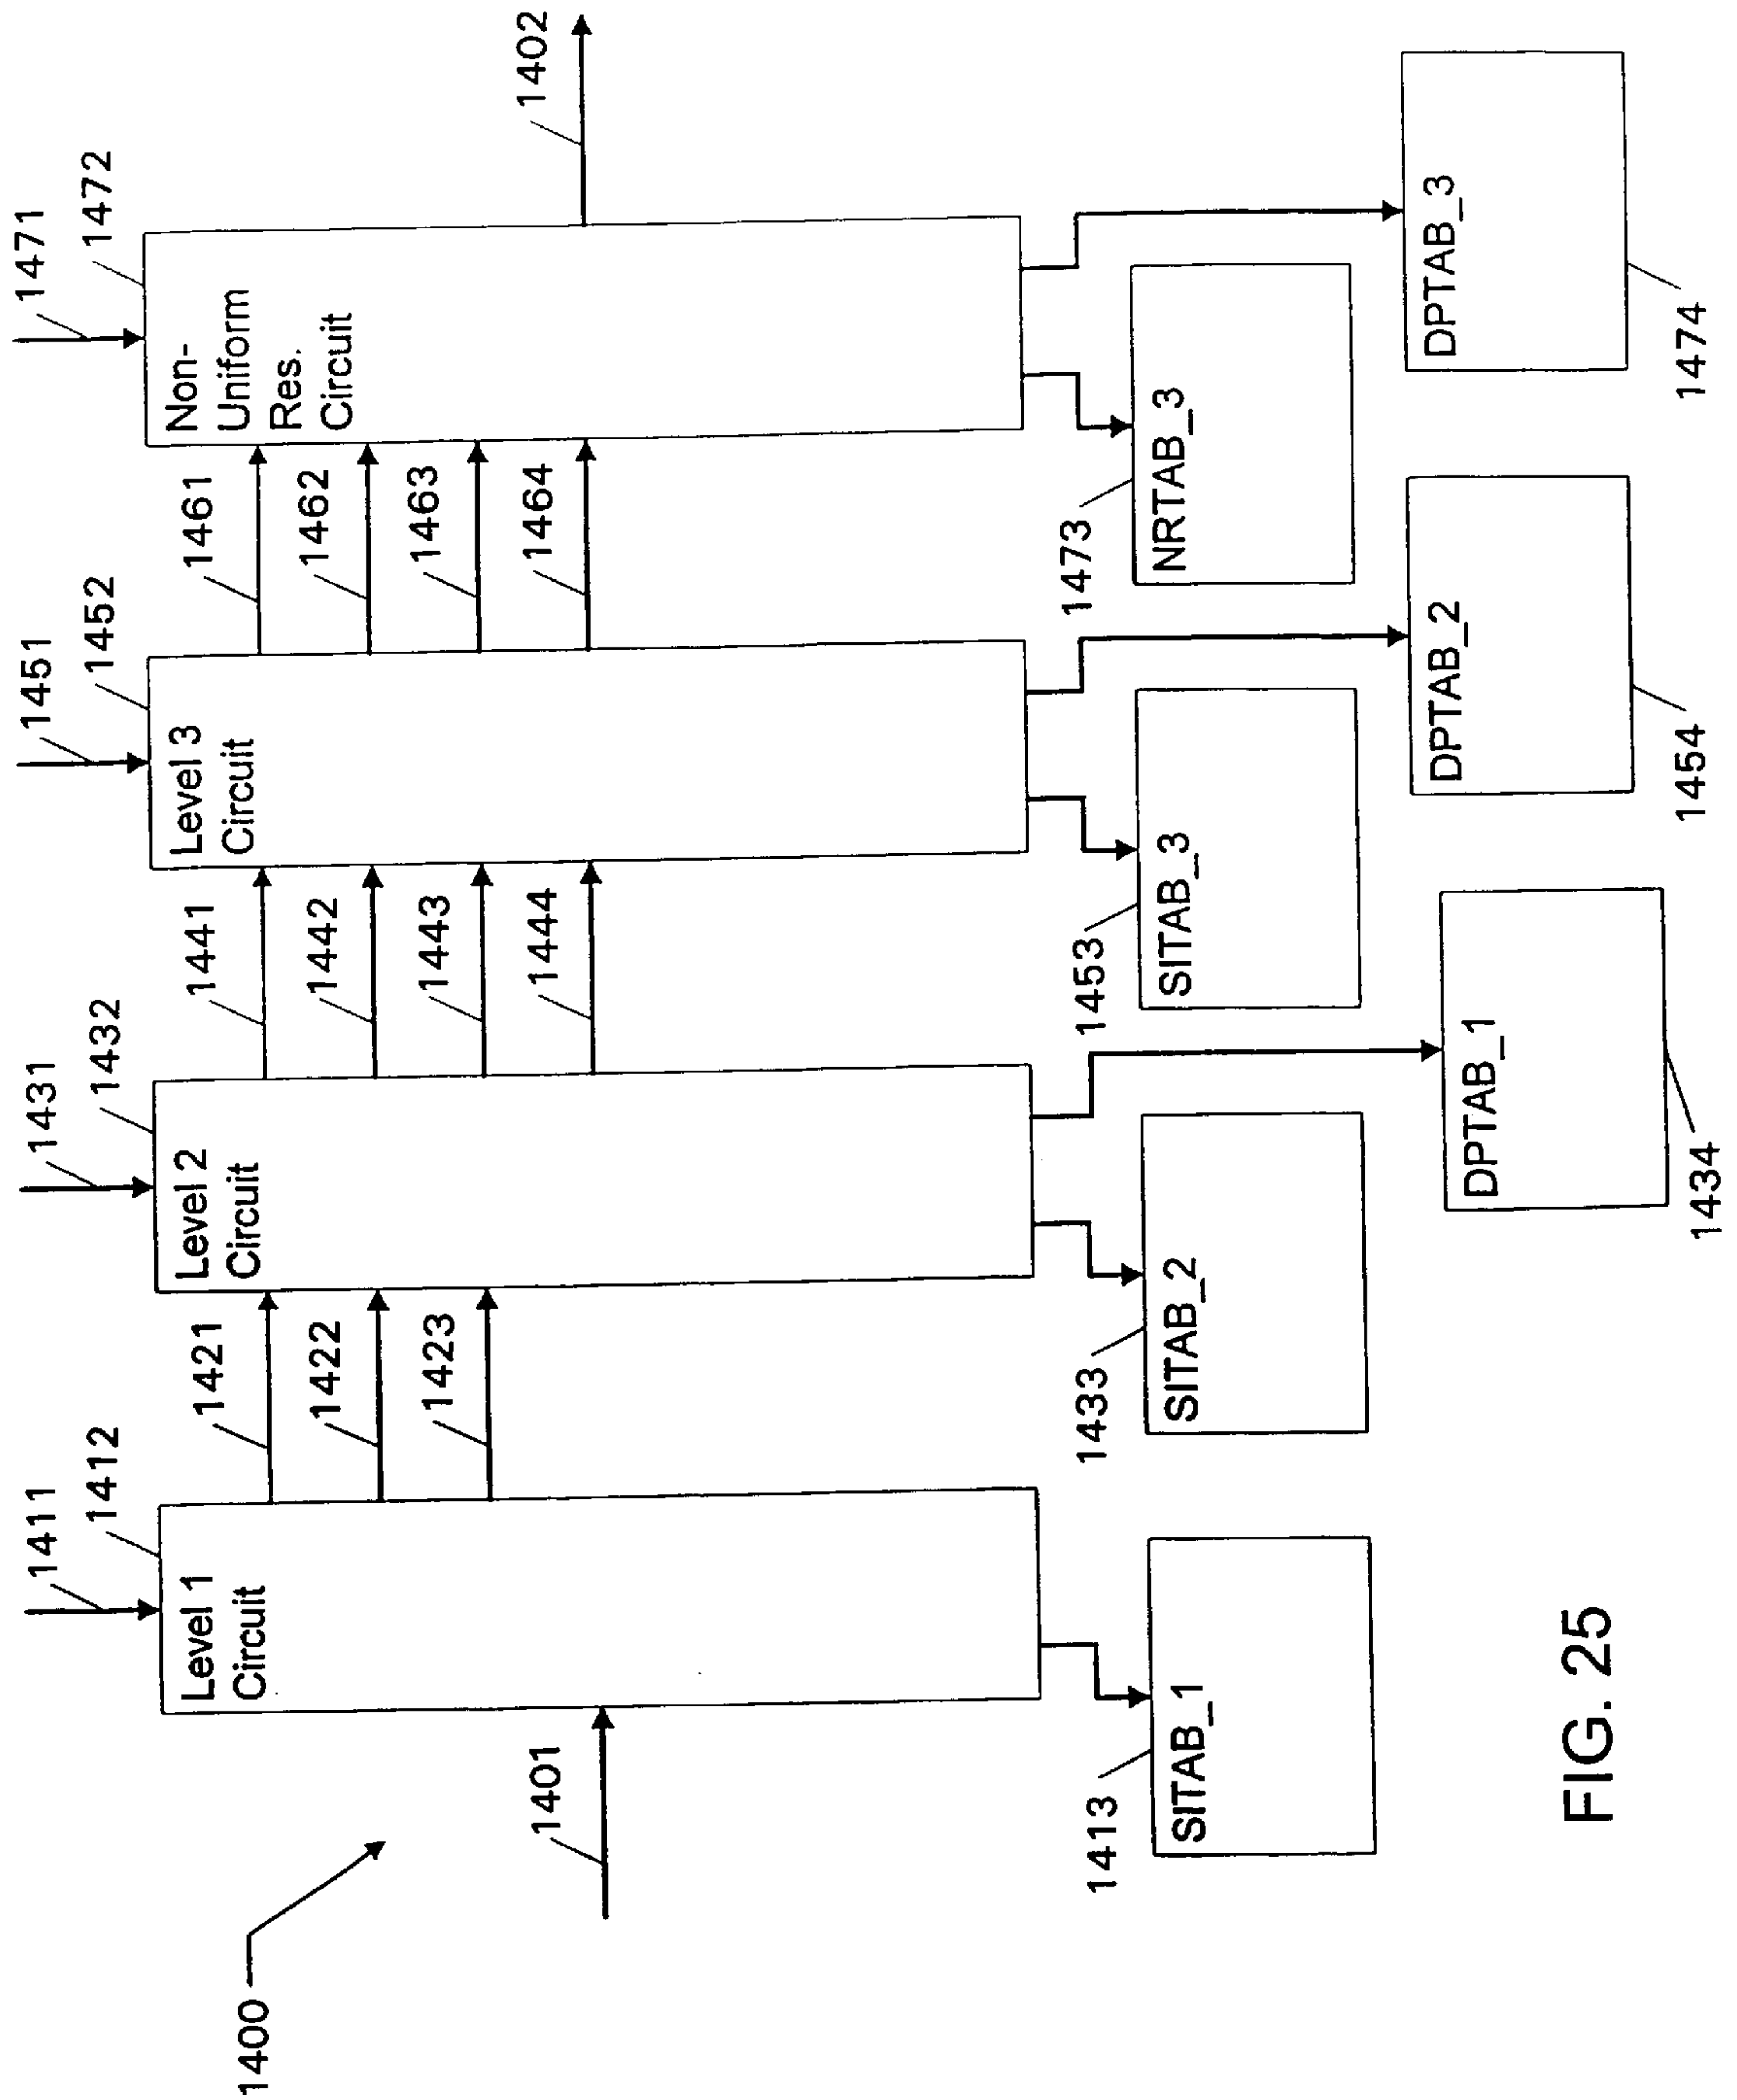 1400
1401
1411
1412
Level 1
Circuit
1413
SITAB_1
1421
1422
1423
1431
1432
Level 2
Circuit
1433
SITAB_2
DPTAB_1
1434
1441
1442
1443
1444
1451
1452
Level 3
Circuit
1453
SITAB_3
DPTAB_2
1454
1461
1462
1463
1464
1471
1472
Non-
Uniform
Res.
Circuit
1473
NRTAB_3
DPTAB_3
1474
1402
FIG. 25